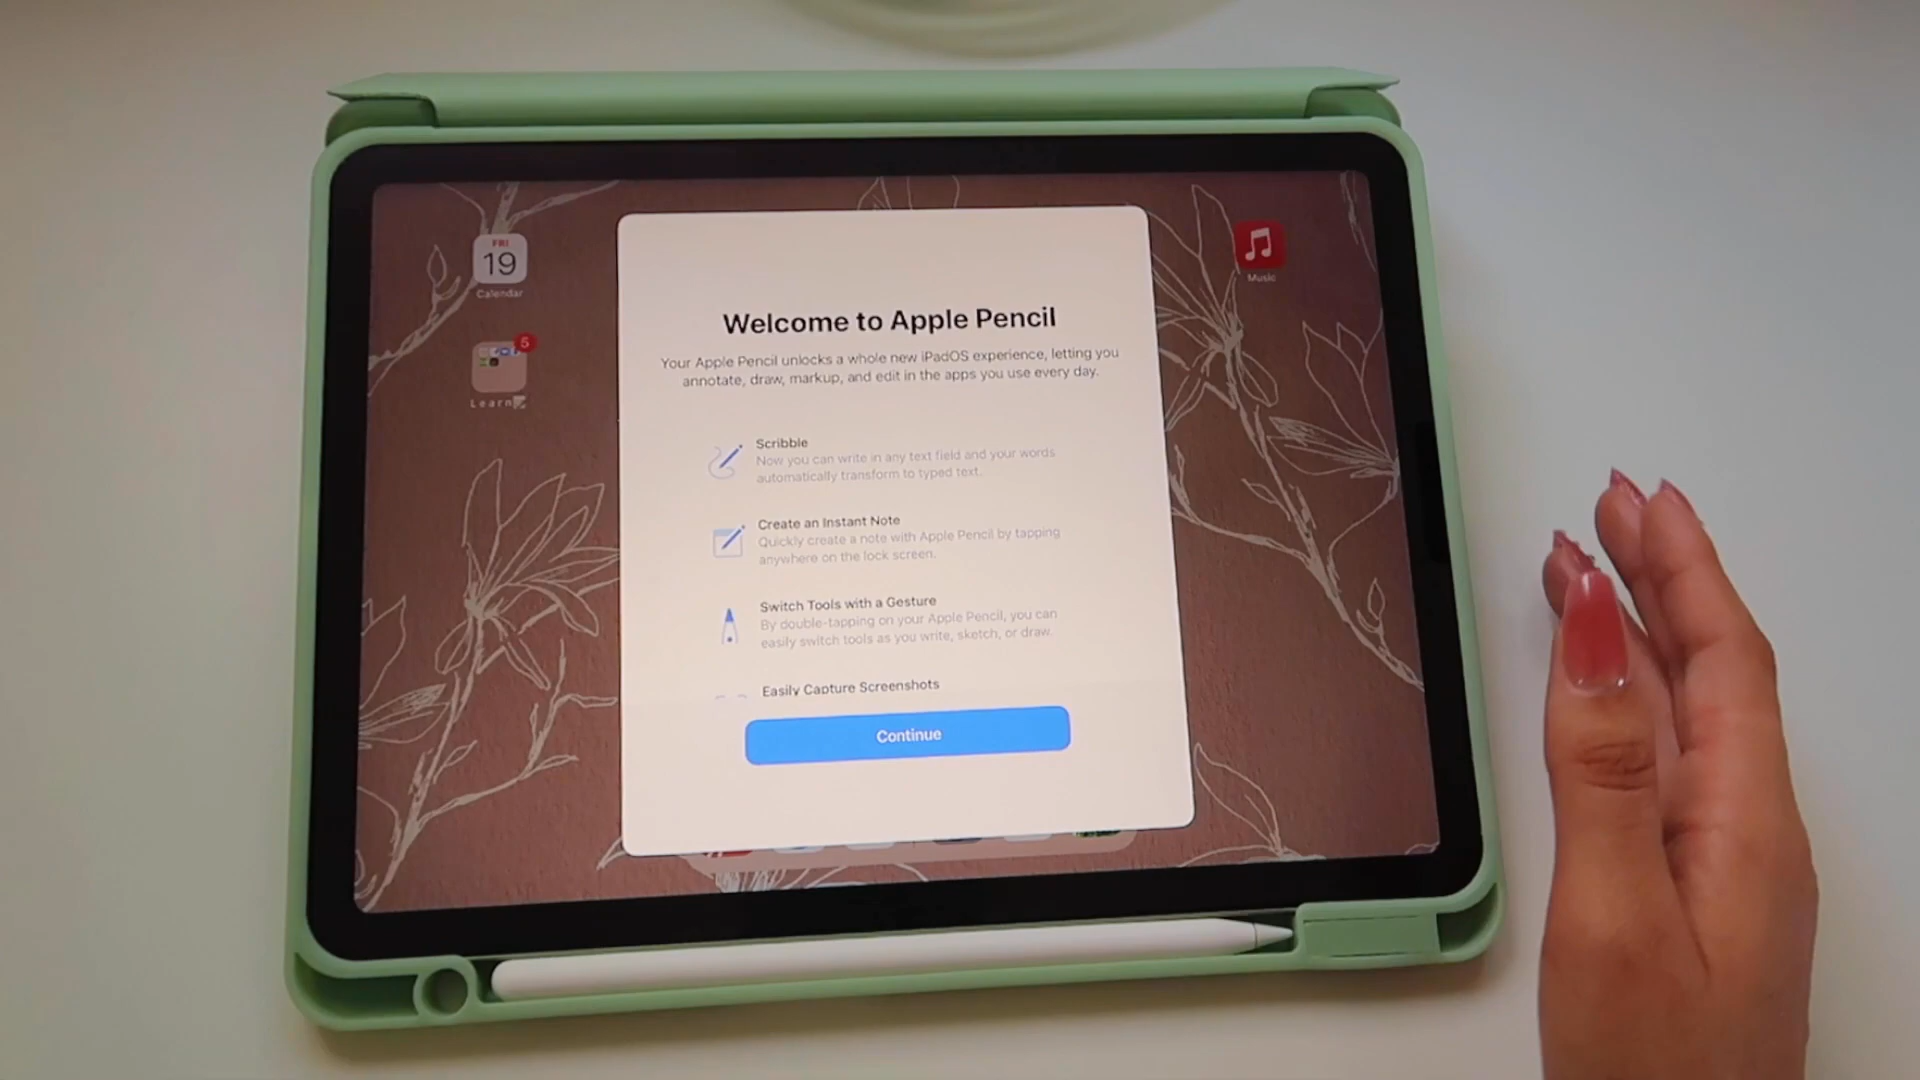 FRI
19
Calendar
5
Learn
Music
Welcome to Apple Pencil
Your Apple Pencil unlocks a whole new iPadOS experience, letting you
annotate, draw, markup, and edit in the apps you use every day.
Scribble
Now you can write in any text field and your words
automatically transform to typed text.
Create an Instant Note
Quickly create a note with Apple Pencil by tapping
anywhere on the lock screen.
Switch Tools with a Gesture
By double-tapping on your Apple Pencil, you can
easily switch tools as you write, sketch, or draw.
Easily Capture Screenshots
Continue